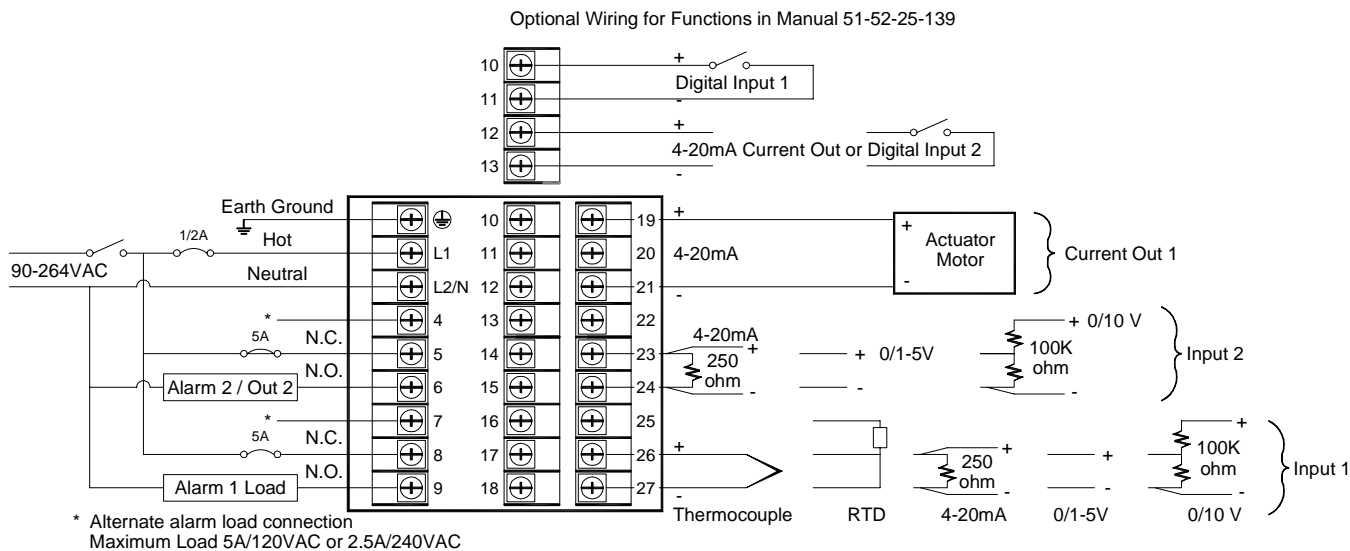 Optional Wiring for Functions in Manual 51-52-25-139
10
+
Digital Input 1
11
-
12
+
4-20mA Current Out or Digital Input 2
13
-
Earth Ground
10
19
+
1/2A
Hot
L1
11
20
4-20mA
+
Actuator
Motor
-
Current Out 1
90-264VAC
Neutral
L2/N
12
21
-
*
4
13
22
5A
N.C.
5
14
23
4-20mA
+
250
ohm
-
+ 0/1-5V
-
+ 0/10 V
100K
ohm
-
Input 2
N.O.
Alarm 2 / Out 2
6
15
24
*
7
16
25
5A
N.C.
8
17
26
+
N.O.
Alarm 1 Load
9
18
27
-
+
250
ohm
-
+
-
+
100K
ohm
-
Input 1
Thermocouple
RTD
4-20mA
0/1-5V
0/10 V
* Alternate alarm load connection
Maximum Load 5A/120VAC or 2.5A/240VAC